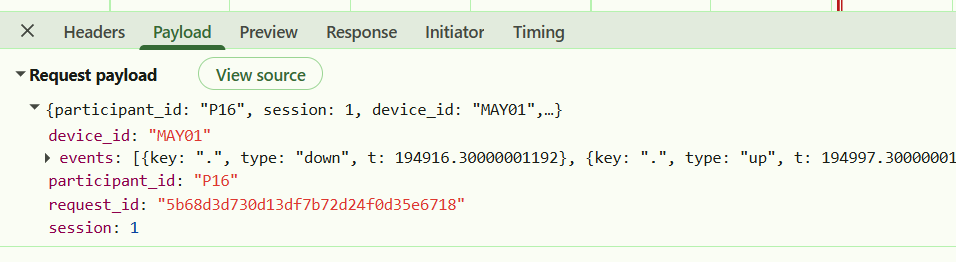 Headers Payload Preview Response Initiator Timing
Request payload View source
{participant_id: "P16", session: 1, device_id: "MAY01",…}
device_id: "MAY01"
events: [{key: ".", type: "down", t: 194916.30000001192}, {key: ".", type: "up", t: 194997.30000001
participant_id: "P16"
request_id: "5b68d3d730d13df7b72d24f0d35e6718"
session: 1